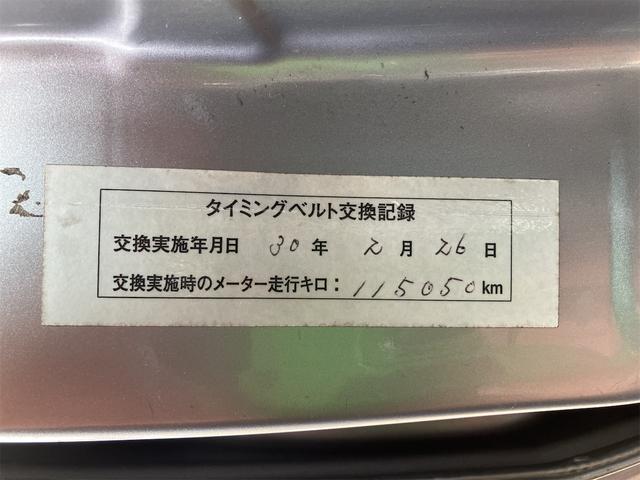 タイミングベルト交換記録
交換実施年月日 30 年 2 月 26 日
交換実施時のメーター走行キロ： 115050 km